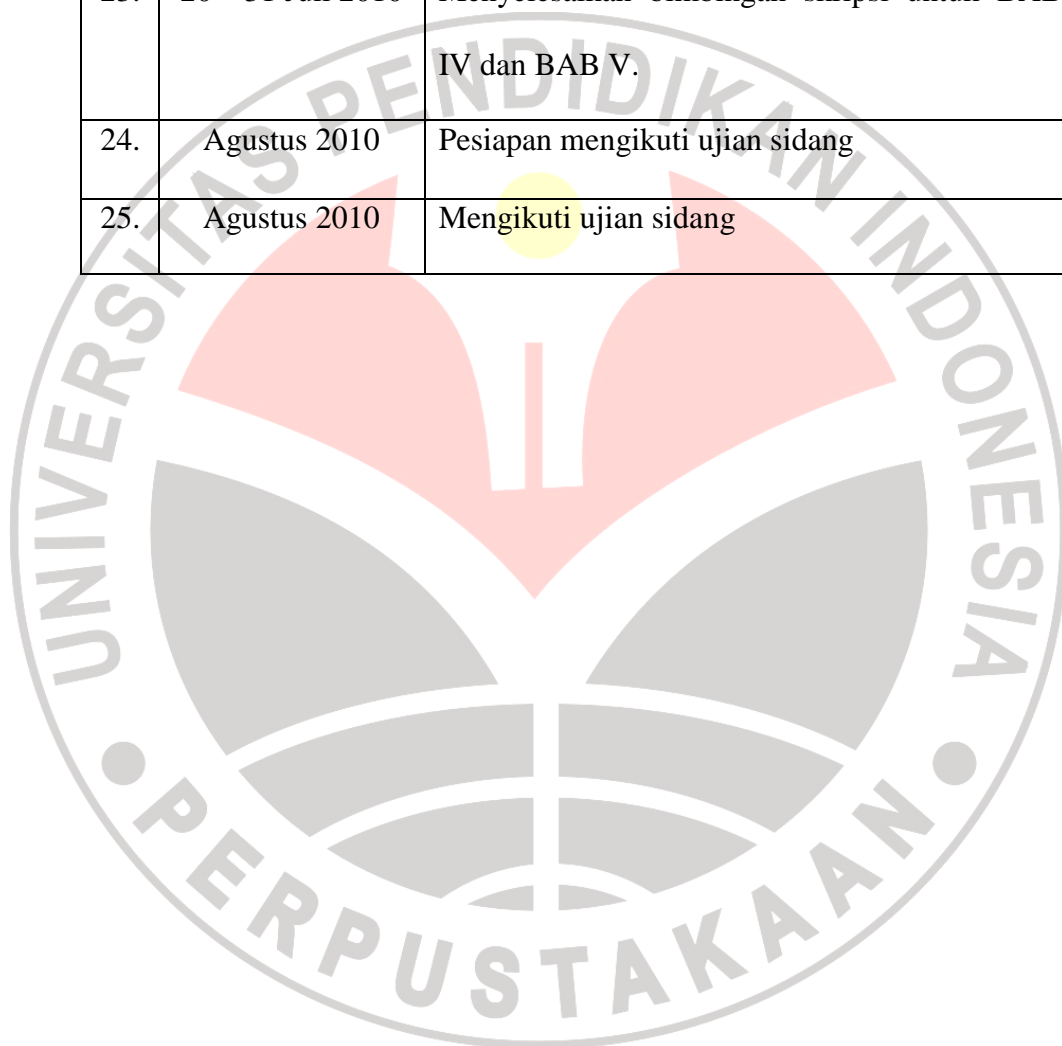 IV dan BAB V.
24. Agustus 2010 Pesiapan mengikuti ujian sidang
25. Agustus 2010 Mengikuti ujian sidang
UNIVERSITAS PENDIDIKAN INDONESIA
PERPUSTAKAAN